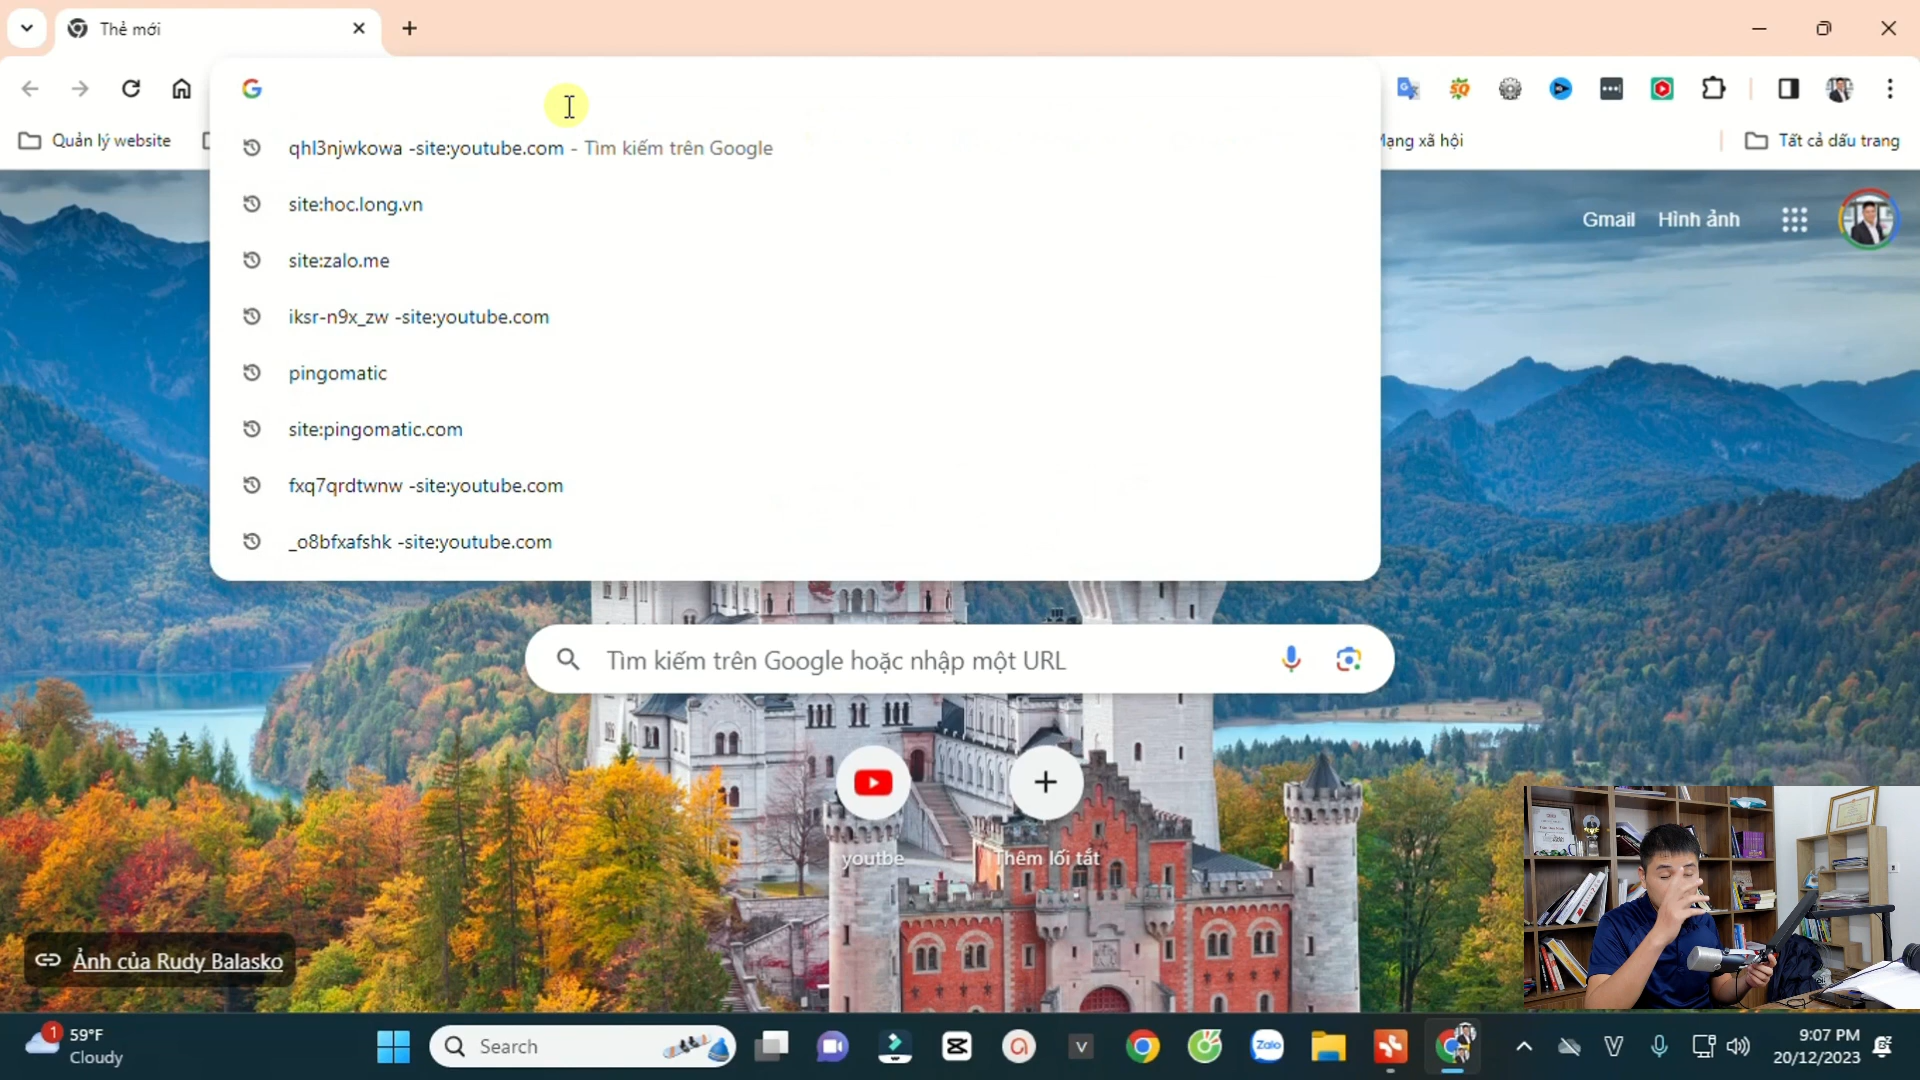 Thẻ mới
Quản lý website
Mạng xã hội
Tất cả dấu trang
qhl3njwkowa -site:youtube.com - Tìm kiếm trên Google
site:hoc.long.vn
site:zalo.me
iksr-n9x_zw -site:youtube.com
pingomatic
site:pingomatic.com
fxq7qrdtwnw -site:youtube.com
_o8bfxafshk -site:youtube.com
Gmail Hình ảnh
Tìm kiếm trên Google hoặc nhập một URL
youtbe
Thêm lối tắt
Ảnh của Rudy Balasko
1
59°F
Cloudy
Search
Zalo
9:07 PM
20/12/2023